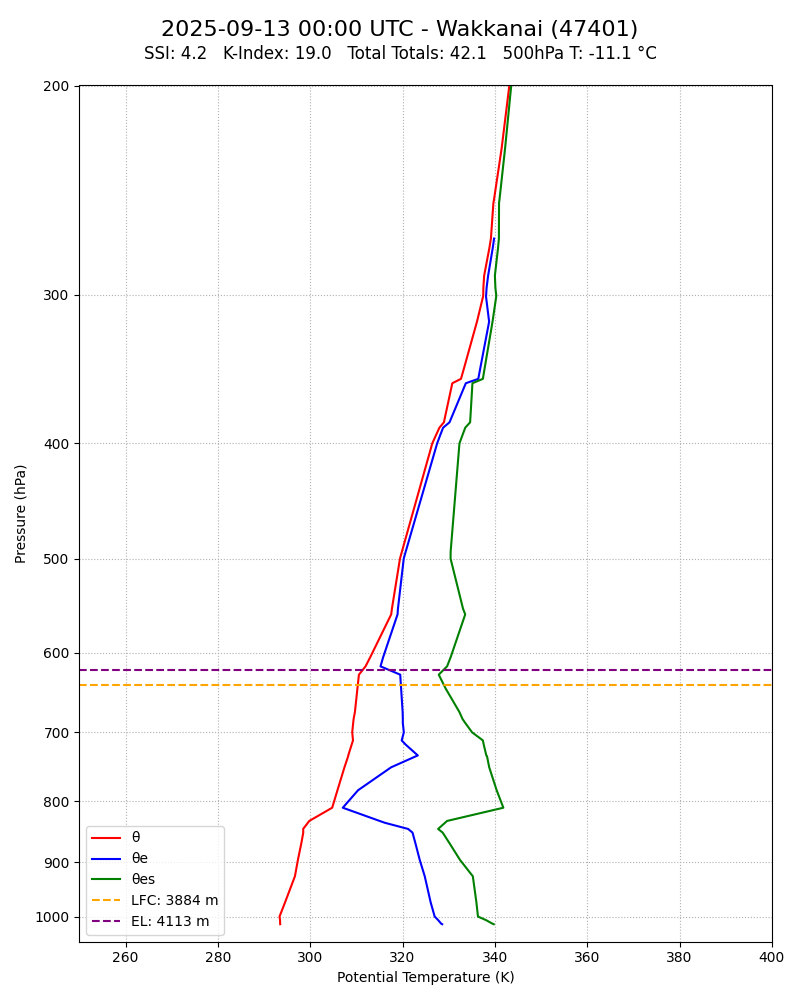 2025-09-13 00:00 UTC - Wakkanai (47401)
SSI: 4.2   K-Index: 19.0   Total Totals: 42.1   500hPa T: -11.1 °C
200
300
400
500
600
700
800
900
1000
Pressure (hPa)
θ
θe
θes
LFC: 3884 m
EL: 4113 m
260 280 300 320 340 360 380 400
Potential Temperature (K)